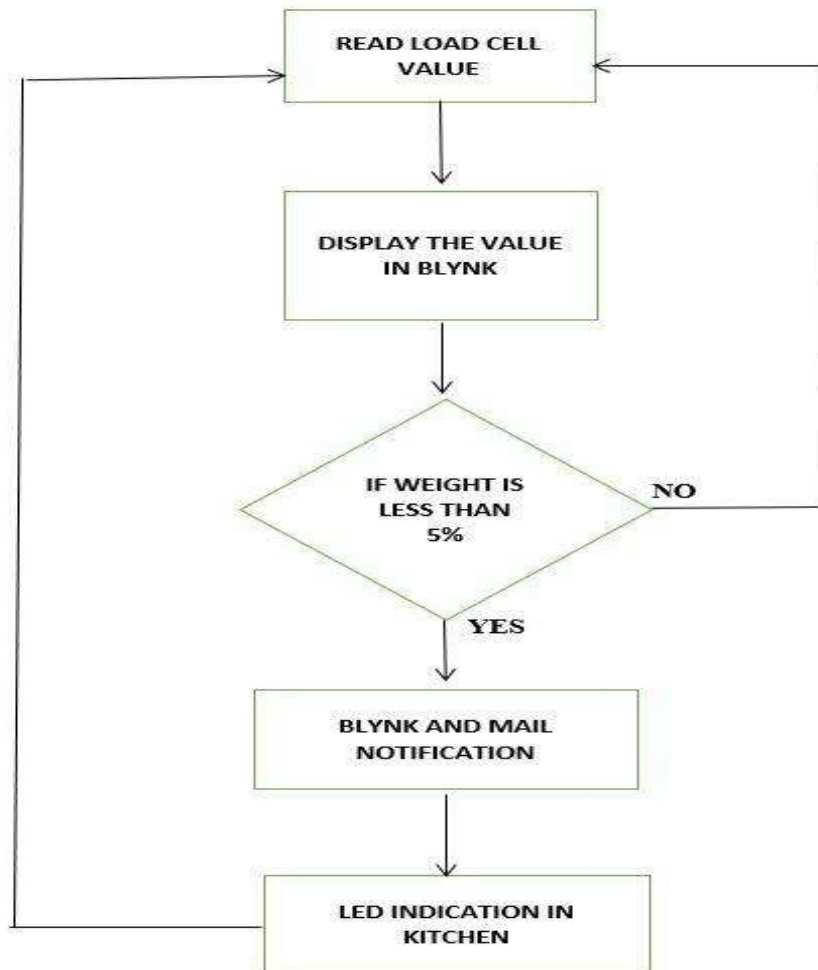 READ LOAD CELL
VALUE
DISPLAY THE VALUE
IN BLYNK
IF WEIGHT IS
LESS THAN
5%
NO
YES
BLYNK AND MAIL
NOTIFICATION
LED INDICATION IN
KITCHEN